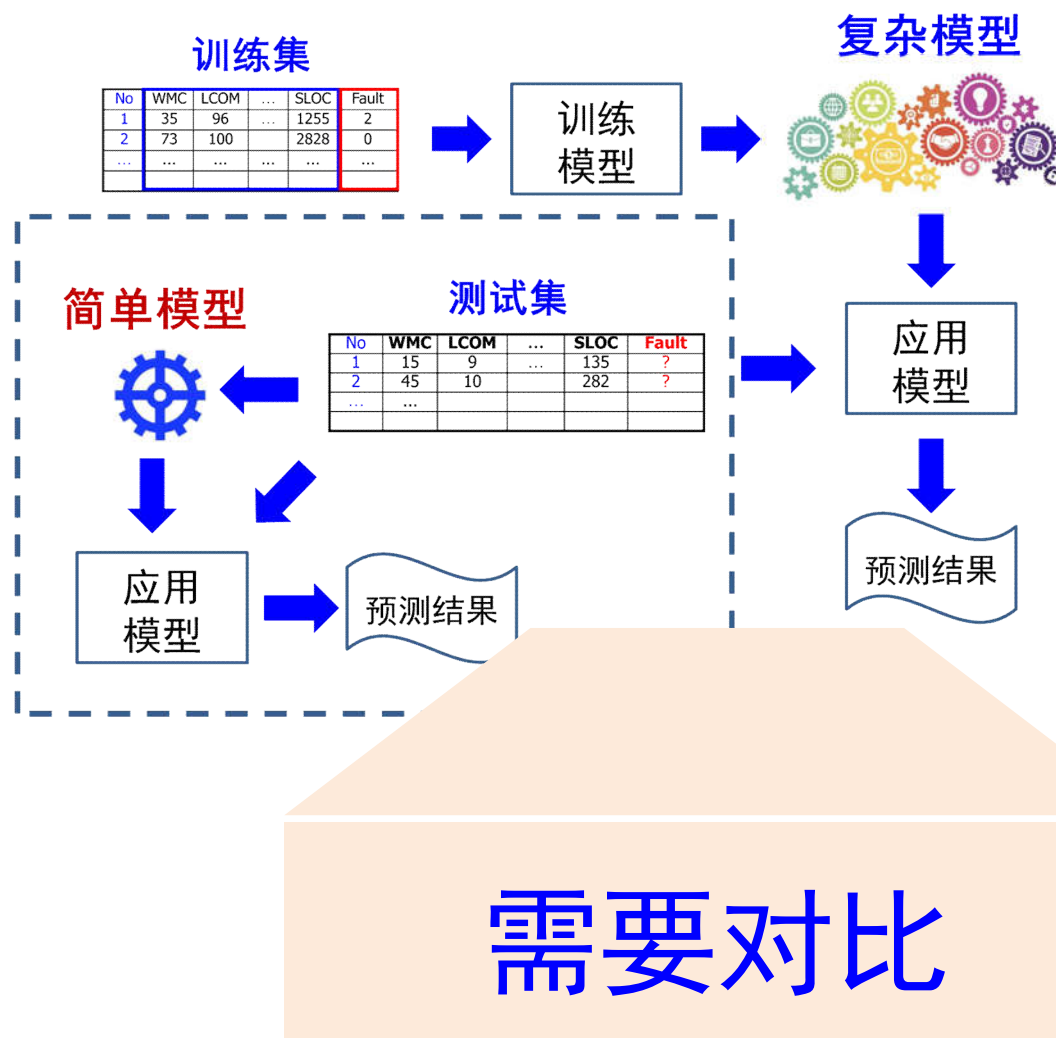 训练集
No WMC LCOM ... SLOC Fault
1 35 96 ... 1255 2
2 73 100 2828 0
... ... ... ... ... ...
训练
模型
复杂模型
简单模型
测试集
No WMC LCOM ... SLOC Fault
1 15 9 ... 135 ?
2 45 10 282 ?
... ...
应用
模型
预测结果
应用
模型
预测结果
需要对比